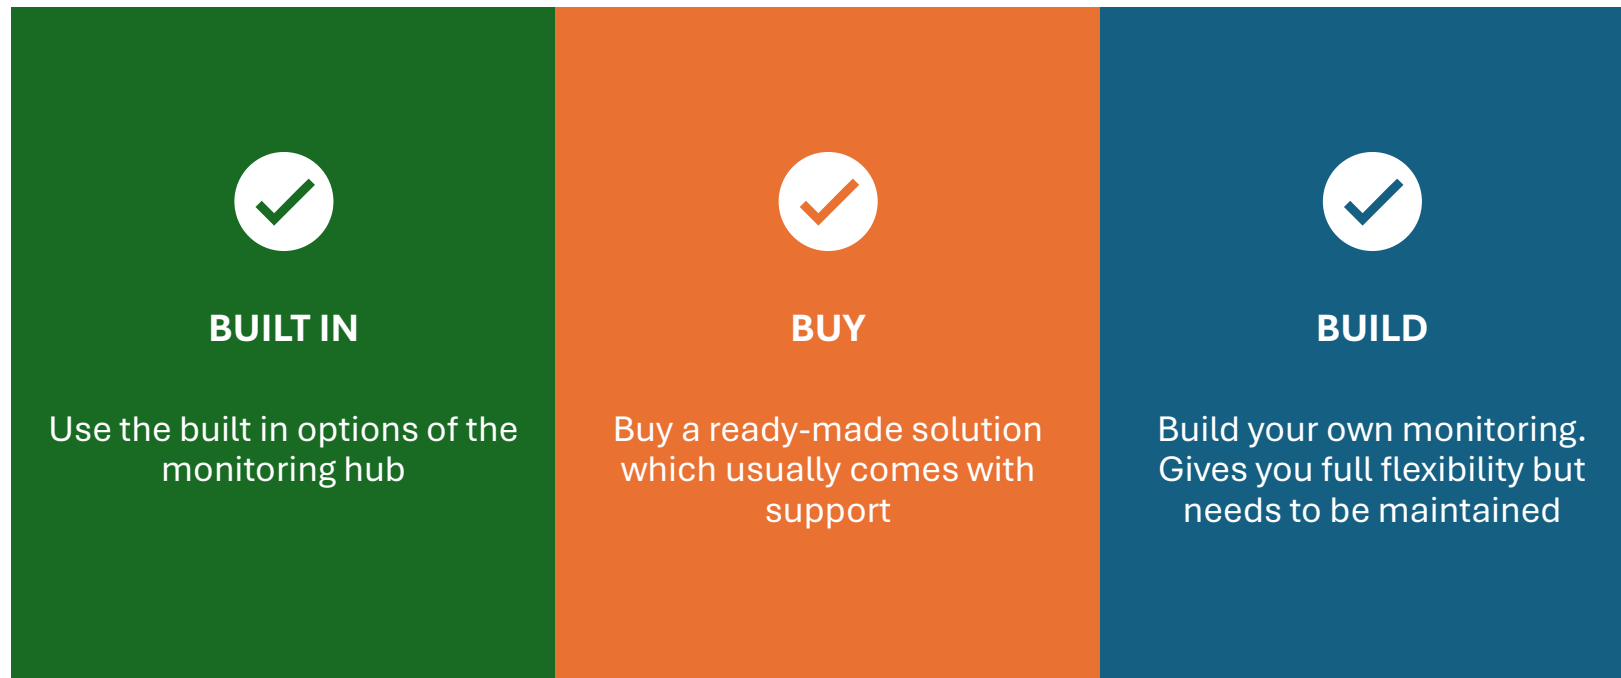 BUILT IN
Use the built in options of the
monitoring hub
BUY
Buy a ready-made solution
which usually comes with
support
BUILD
Build your own monitoring.
Gives you full flexibility but
needs to be maintained